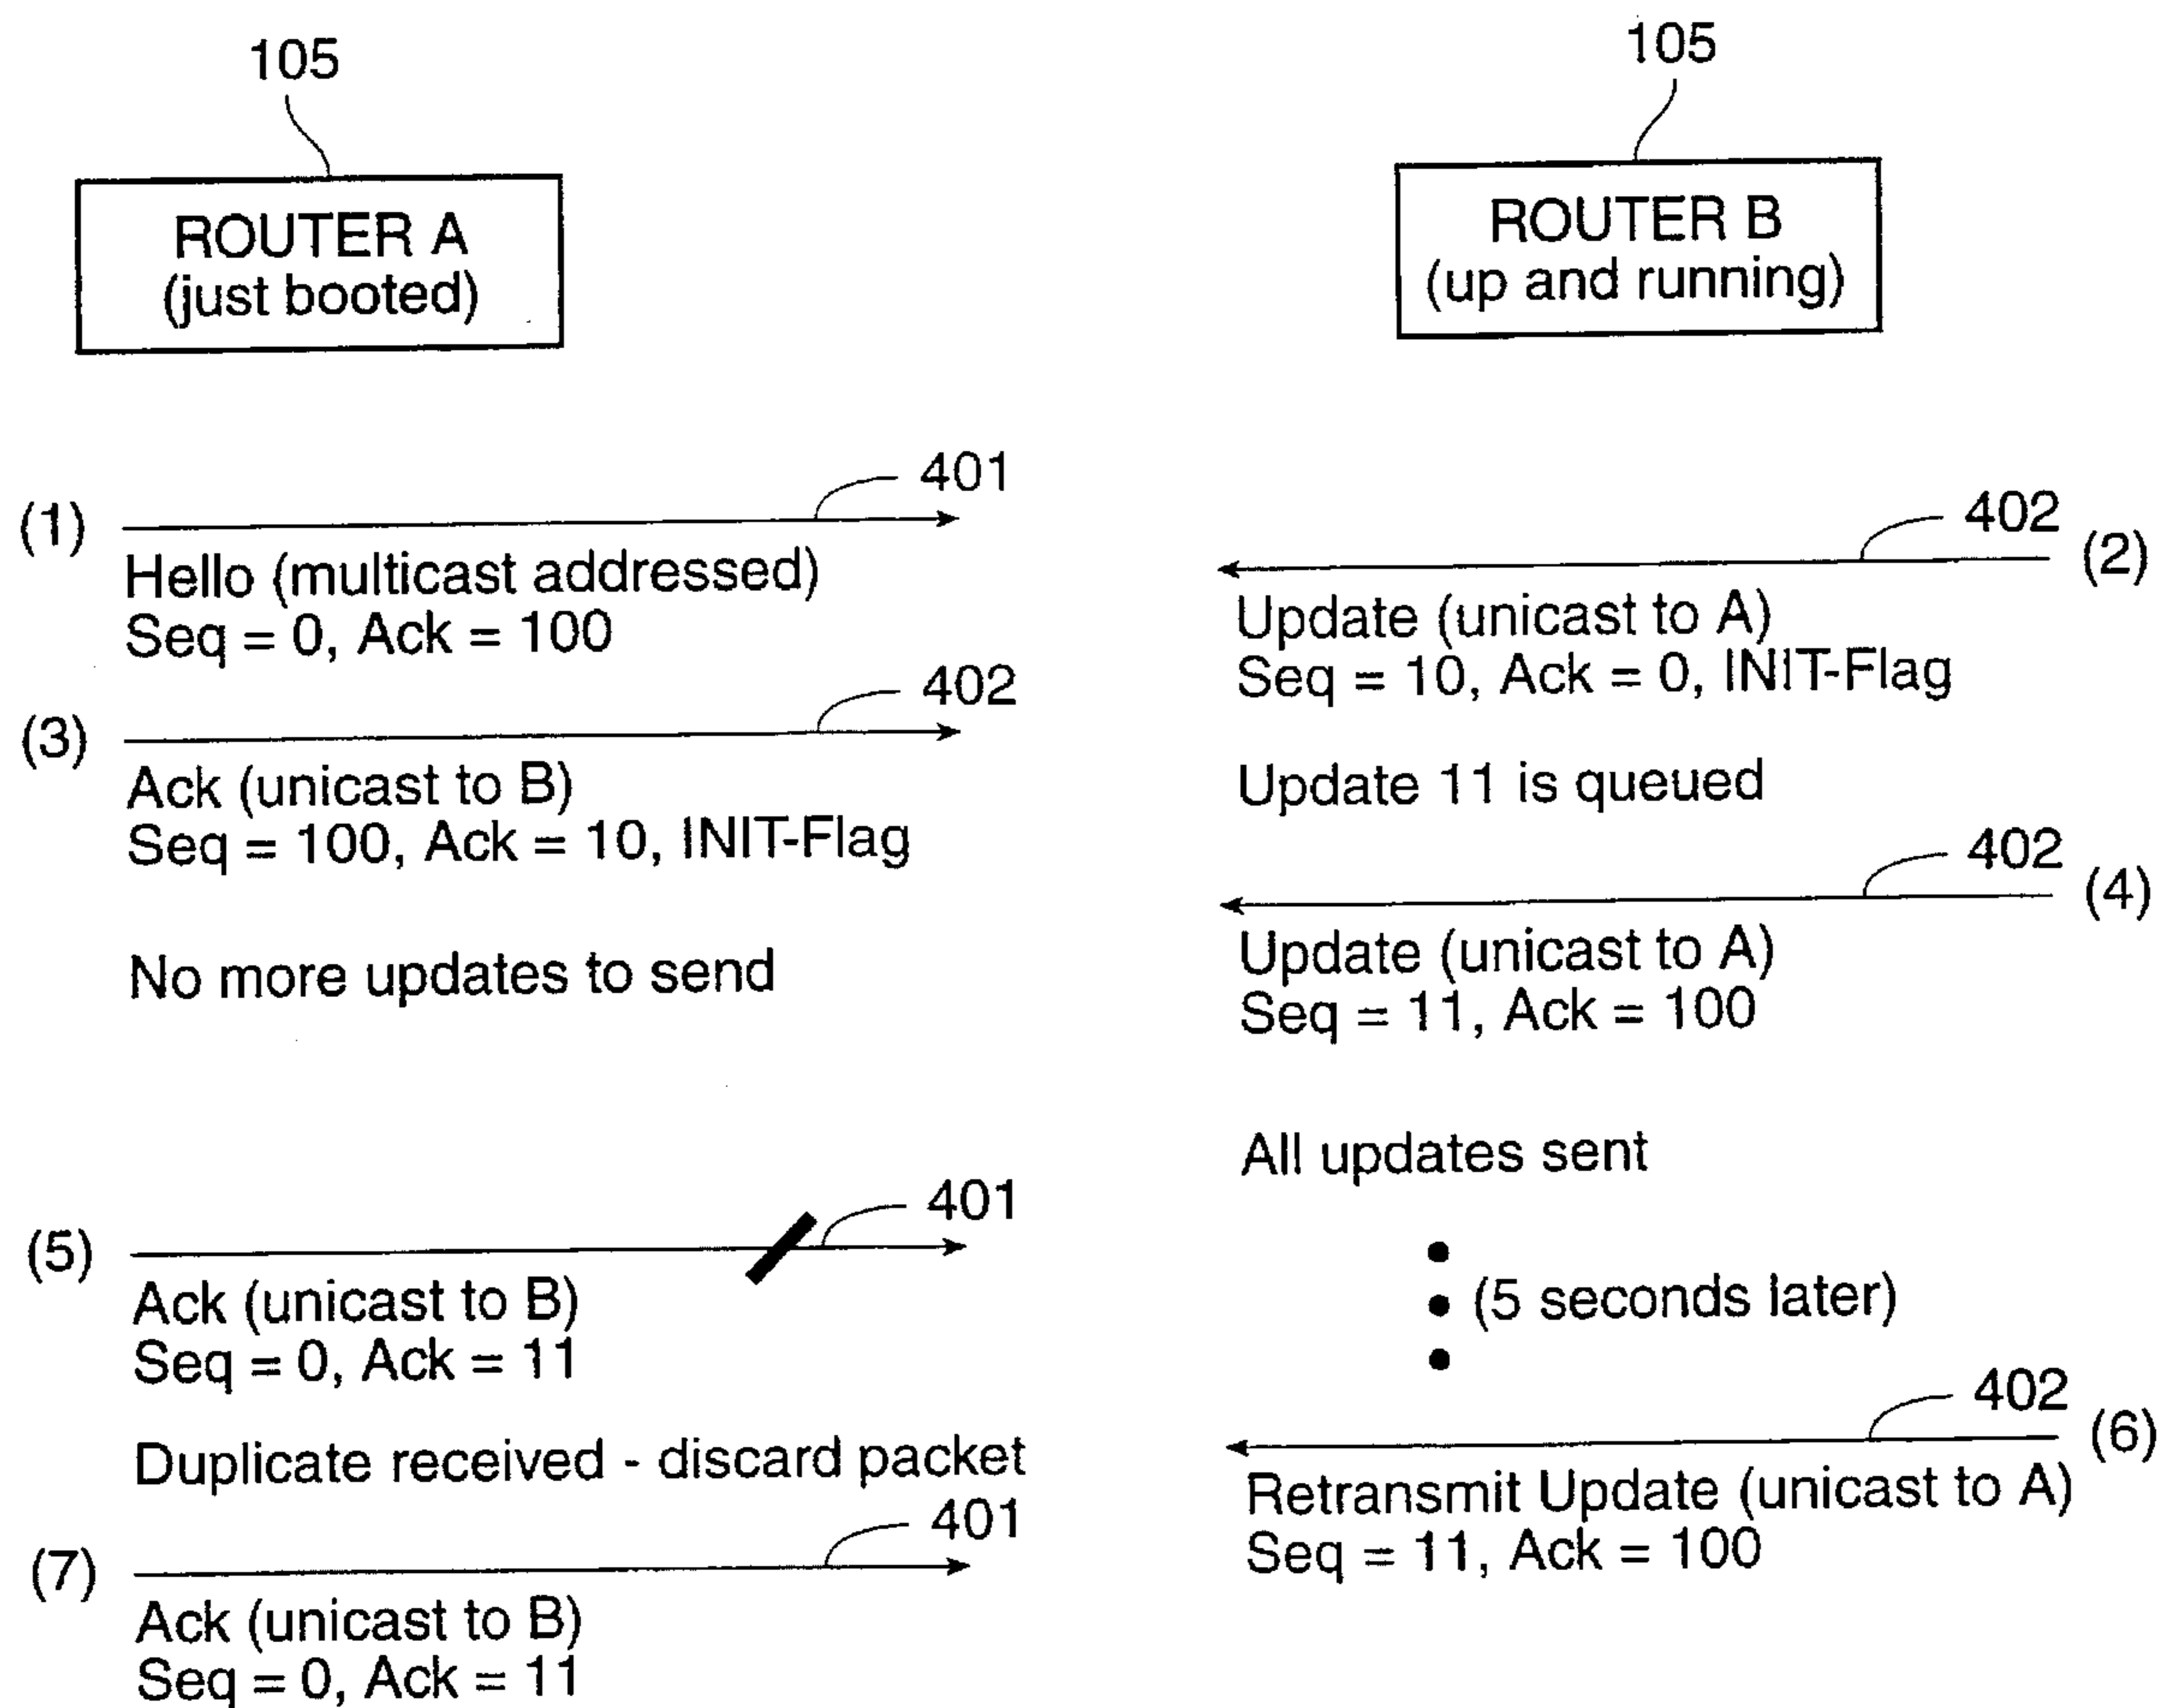 105
105
ROUTER A
(just booted)
ROUTER B
(up and running)
401
(1)
Hello (multicast addressed)
Seq = 0, Ack = 100
402
(2)
Update (unicast to A)
Seq = 10, Ack = 0, INIT-Flag
402
(3)
Ack (unicast to B)
Seq = 100, Ack = 10, INIT-Flag
Update 11 is queued
No more updates to send
402
(4)
Update (unicast to A)
Seq = 11, Ack = 100
All updates sent
401
(5)
Ack (unicast to B)
Seq = 0, Ack = 11
(5 seconds later)
402
(6)
Retransmit Update (unicast to A)
Seq = 11, Ack = 100
Duplicate received - discard packet
401
(7)
Ack (unicast to B)
Seq = 0, Ack = 11